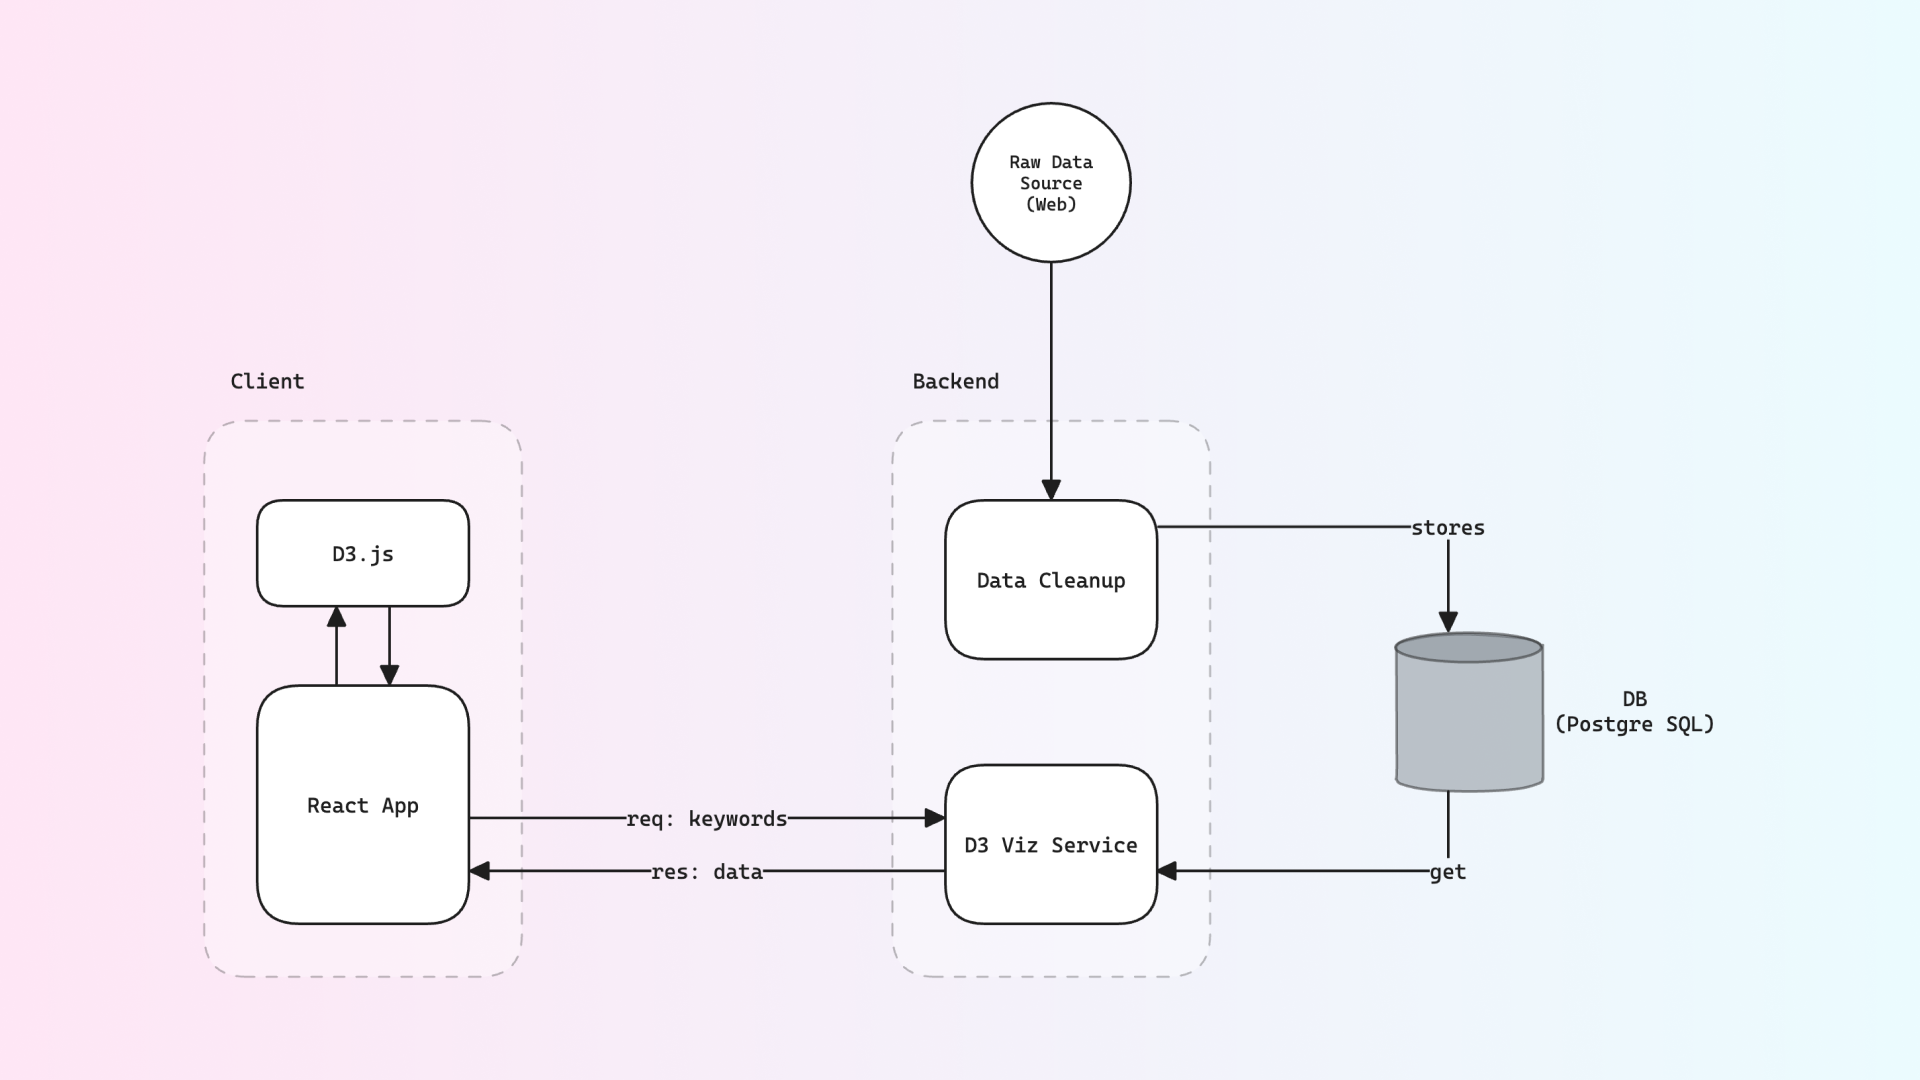 Raw Data
Source
(Web)
Client
Backend
D3.js
Data Cleanup
stores
DB
(Postgre SQL)
React App
req: keywords
D3 Viz Service
res: data
get